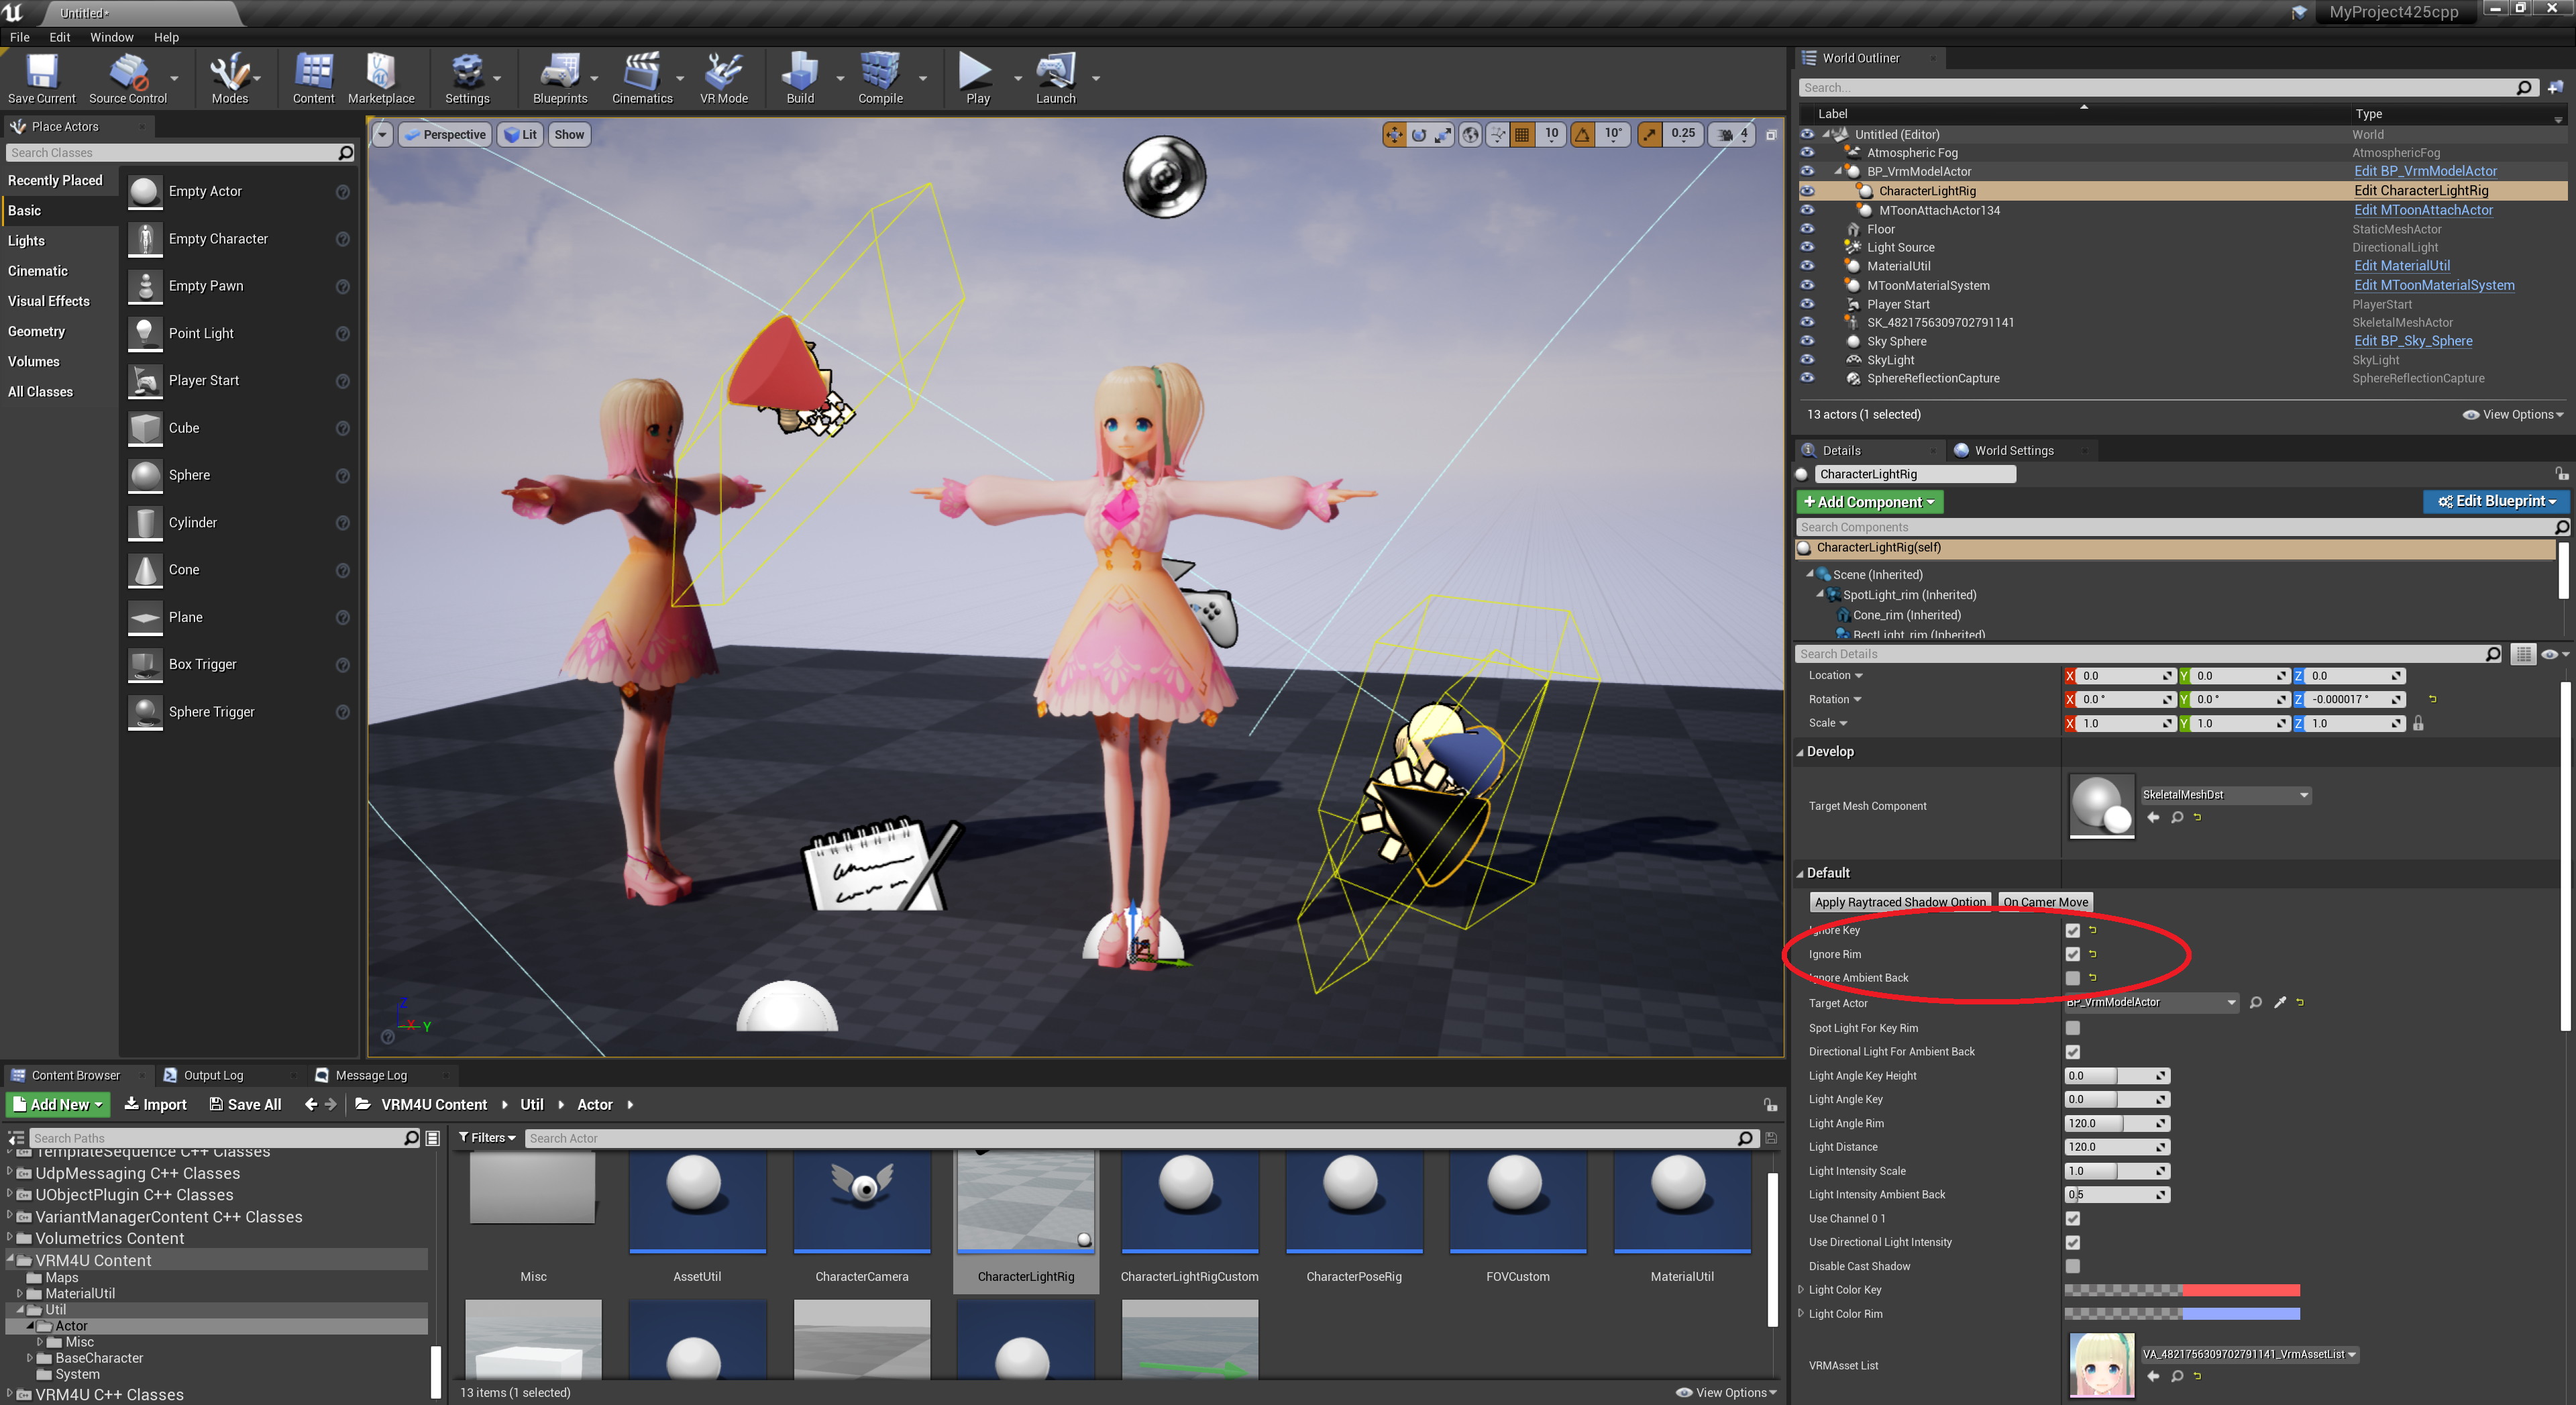 Untitled*
MyProject425cpp
File Edit Window Help
Save Current
Source Control
Modes
Content
Marketplace
Settings
Blueprints
Cinematics
VR Mode
Build
Compile
Play
Launch
Place Actors
Search Classes
Recently Placed
Basic
Lights
Cinematic
Visual Effects
Geometry
Volumes
All Classes
Empty Actor
Empty Character
Empty Pawn
Point Light
Player Start
Cube
Sphere
Cylinder
Cone
Plane
Box Trigger
Sphere Trigger
Perspective
Lit
Show
10
10°
0.25
4
Z
X
Y
World Outliner
Search...
Label Type
Untitled (Editor) World
Atmospheric Fog AtmosphericFog
BP_VrmModelActor Edit BP_VrmModelActor
CharacterLightRig Edit CharacterLightRig
MToonAttachActor134 Edit MToonAttachActor
Floor StaticMeshActor
Light Source DirectionalLight
MaterialUtil Edit MaterialUtil
MToonMaterialSystem Edit MToonMaterialSystem
Player Start PlayerStart
SK_4821756309702791141 SkeletalMeshActor
Sky Sphere Edit BP_Sky_Sphere
SkyLight SkyLight
SphereReflectionCapture SphereReflectionCapture
13 actors (1 selected)
View Options
Details
World Settings
CharacterLightRig
+Add Component
Edit Blueprint
Search Components
CharacterLightRig(self)
Scene (Inherited)
SpotLight_rim (Inherited)
Cone_rim (Inherited)
RectLight_rim (Inherited)
Search Details
Location X 0.0 Y 0.0 Z 0.0
Rotation X 0.0 ° Y 0.0 ° Z -0.000017 °
Scale X 1.0 Y 1.0 Z 1.0
Develop
Target Mesh Component
SkeletalMeshDst
Default
Apply Raytraced Shadow Option
On Camer Move
Ignore Key
Ignore Rim
Ignore Ambient Back
Target Actor BP_VrmModelActor
Spot Light For Key Rim
Directional Light For Ambient Back
Light Angle Key Height 0.0
Light Angle Key 0.0
Light Angle Rim 120.0
Light Distance 120.0
Light Intensity Scale 1.0
Light Intensity Ambient Back 0.5
Use Channel 0 1
Use Directional Light Intensity
Disable Cast Shadow
Light Color Key
Light Color Rim
VRMAsset List
VA_4821756309702791141_VrmAssetList
Content Browser
Output Log
Message Log
Add New
Import
Save All
VRM4U Content
Util
Actor
Search Paths
Filters
Search Actor
TemplateSequence C++ Classes
UdpMessaging C++ Classes
UObjectPlugin C++ Classes
VariantManagerContent C++ Classes
Volumetrics Content
VRM4U Content
Maps
MaterialUtil
Util
Actor
Misc
BaseCharacter
System
VRM4U C++ Classes
Misc
AssetUtil
CharacterCamera
CharacterLightRig
CharacterLightRigCustom
CharacterPoseRig
FOVCustom
MaterialUtil
13 items (1 selected)
View Options